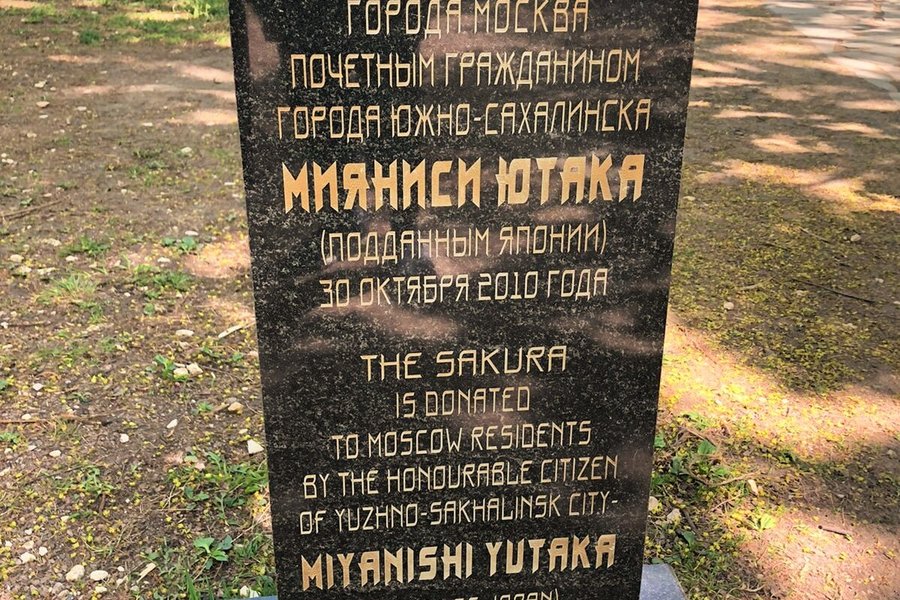 ГОРОДА МОСКВА
ПОЧЕТНЫМ ГРАЖДАНИНОМ
ГОРОДА ЮЖНО-САХАЛИНСКА
МИЯНИСИ ЮТАКА
(ПОДДАННЫМ ЯПОНИИ)
30 ОКТЯБРЯ 2010 ГОДА
THE SAKURA
IS DONATED
TO MOSCOW RESIDENTS
BY THE HONOURABLE CITIZEN
OF YUZHNO-SAKHALINSK CITY-
MIYANISHI YUTAKA
JAPAN)